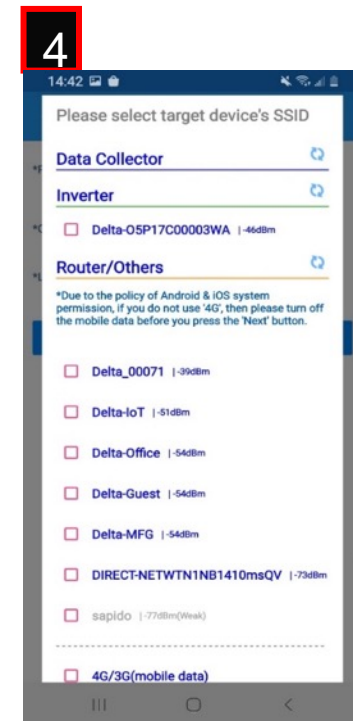 4
14:42
Please select target device's SSID
Data Collector
Inverter
Delta-O5P17C00003WA |-46dBm
Router/Others
*Due to the policy of Android & iOS system
permission, if you do not use '4G', then please turn off
the mobile data before you press the 'Next' button.
Delta_00071 |-39dBm
Delta-IoT |-51dBm
Delta-Office |-54dBm
Delta-Guest |-54dBm
Delta-MFG |-54dBm
DIRECT-NETWTN1NB1410msQV |-73dBm
sapido |-77dBm(Weak)
4G/3G(mobile data)